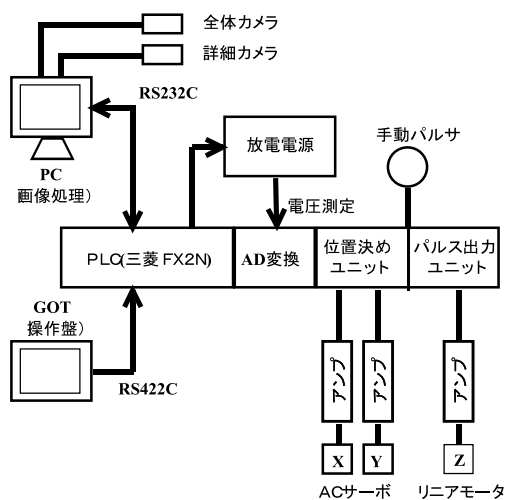 全体カメラ
詳細カメラ
RS232C
手動パルサ
放電電源
PC
画像処理)
電圧測定
PLC(三菱FX2N)
AD変換
位置決め
ユニット
パルス出力
ユニット
GOT
操作盤)
RS422C
アンプ
アンプ
アンプ
X
Y
Z
ACサーボ
リニアモータ